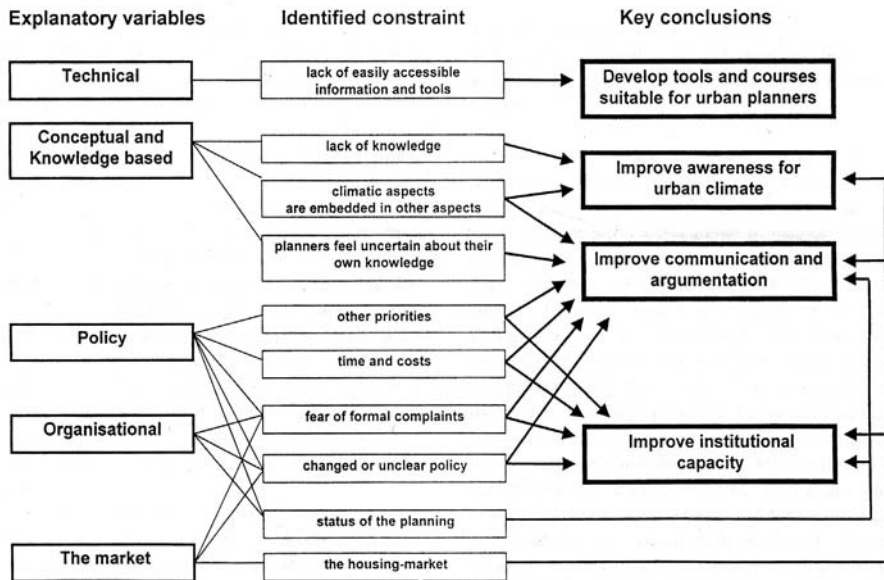 Explanatory variables
Identified constraint
Key conclusions
Technical
lack of easily accessible
information and tools
Develop tools and courses
suitable for urban planners
Conceptual and
Knowledge based
lack of knowledge
climatic aspects
are embedded in other aspects
planners feel uncertain about their
own knowledge
Improve awareness for
urban climate
Improve communication and
argumentation
Policy
other priorities
time and costs
Organisational
fear of formal complaints
changed or unclear policy
Improve institutional
capacity
status of the planning
The market
the housing-market